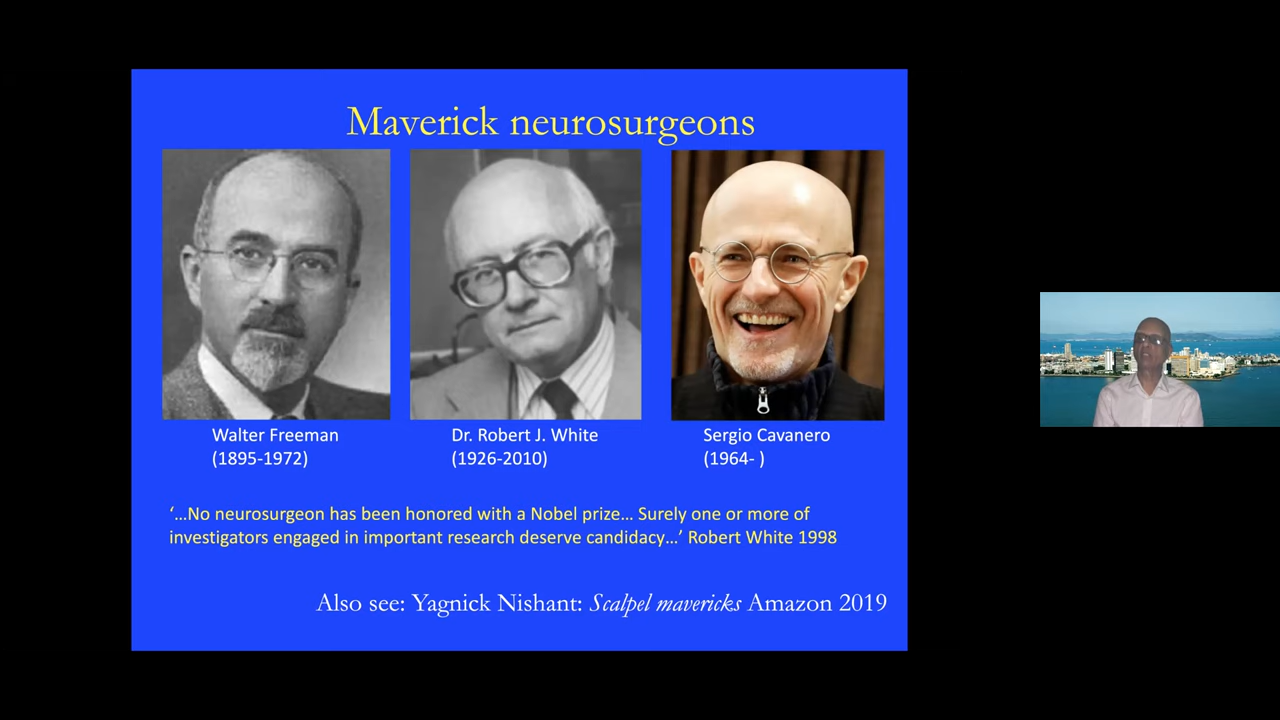 Maverick neurosurgeons
Walter Freeman
(1895-1972)
Dr. Robert J. White
(1926-2010)
Sergio Cavanero
(1964- )
‘…No neurosurgeon has been honored with a Nobel prize… Surely one or more of
investigators engaged in important research deserve candidacy…’ Robert White 1998
Also see: Yagnick Nishant: Scalpel mavericks Amazon 2019